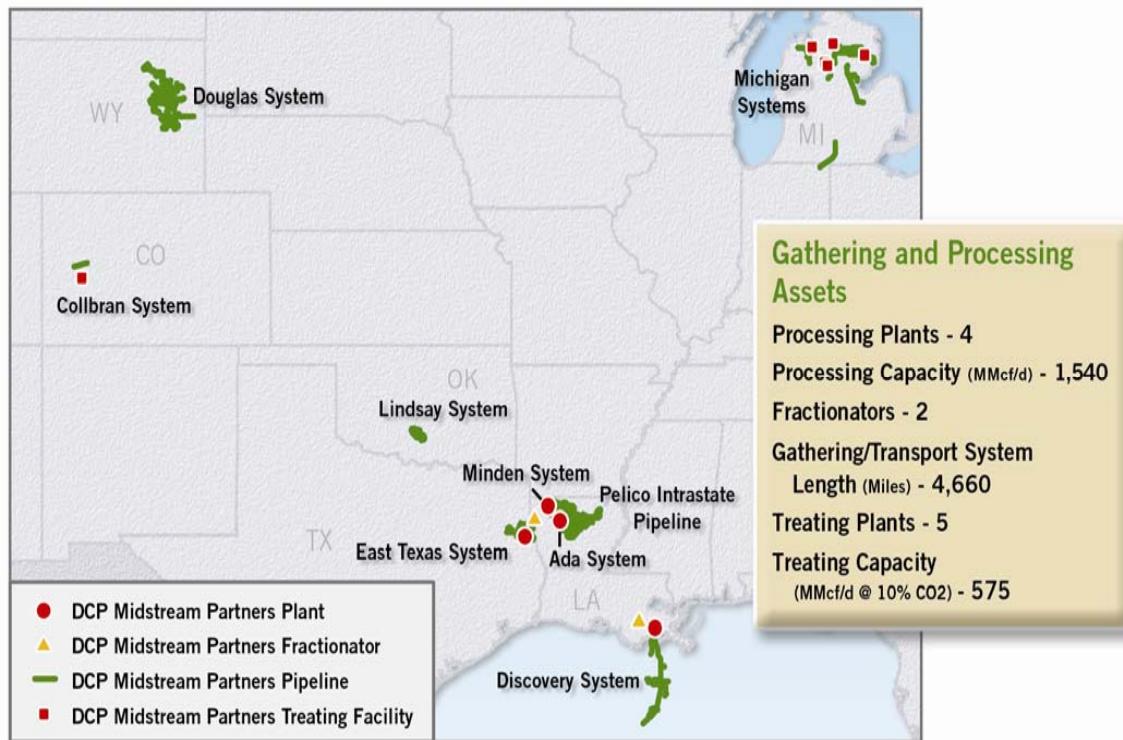 WY
Douglas System
Michigan
Systems
MI
CO
Collbran System
OK
Lindsay System
Minden System
Pelico Intrastate
Pipeline
TX
East Texas System
Ada System
LA
Discovery System
Gathering and Processing
Assets
Processing Plants - 4
Processing Capacity (MMcf/d) - 1,540
Fractionators - 2
Gathering/Transport System
Length (Miles) - 4,660
Treating Plants - 5
Treating Capacity
(MMcf/d @ 10% CO2) - 575
DCP Midstream Partners Plant
DCP Midstream Partners Fractionator
DCP Midstream Partners Pipeline
DCP Midstream Partners Treating Facility